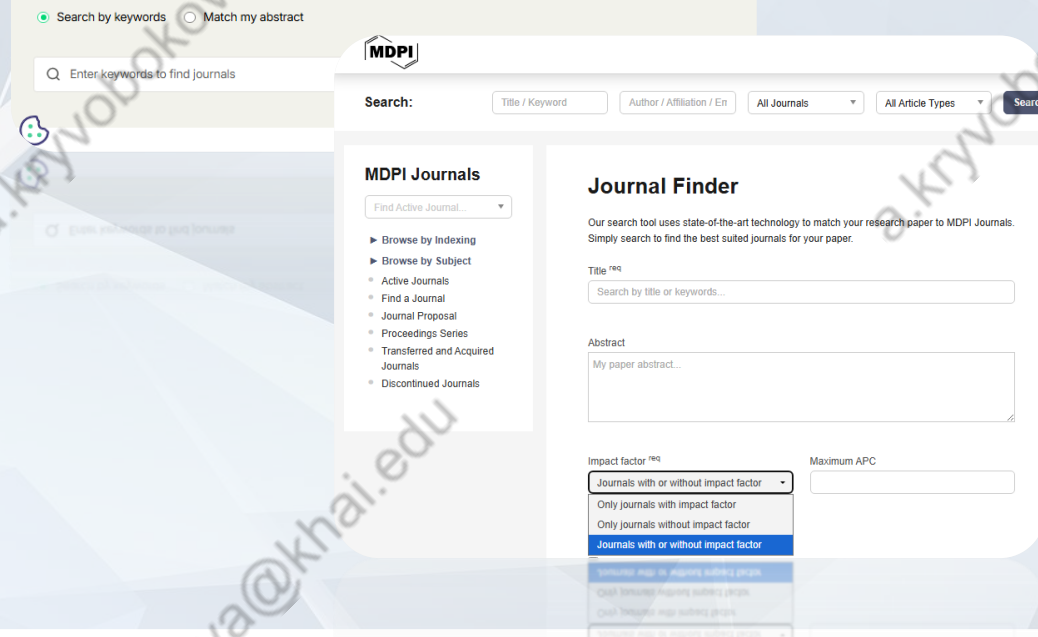 Search by keywords Match my abstract
Enter keywords to find journals
MDPI
Search: Title / Keyword Author / Affiliation / Em All Journals All Article Types
MDPI Journals
Find Active Journal...
Browse by Indexing
Browse by Subject
Active Journals
Find a Journal
Journal Proposal
Proceedings Series
Transferred and Acquired
Journals
Discontinued Journals
Journal Finder
Our search tool uses state-of-the-art technology to match your research paper to MDPI Journals.
Simply search to find the best suited journals for your paper.
Title req
Search by title or keywords...
Abstract
My paper abstract...
Impact factor req Maximum APC
Journals with or without impact factor
Only journals with impact factor
Only journals without impact factor
Journals with or without impact factor